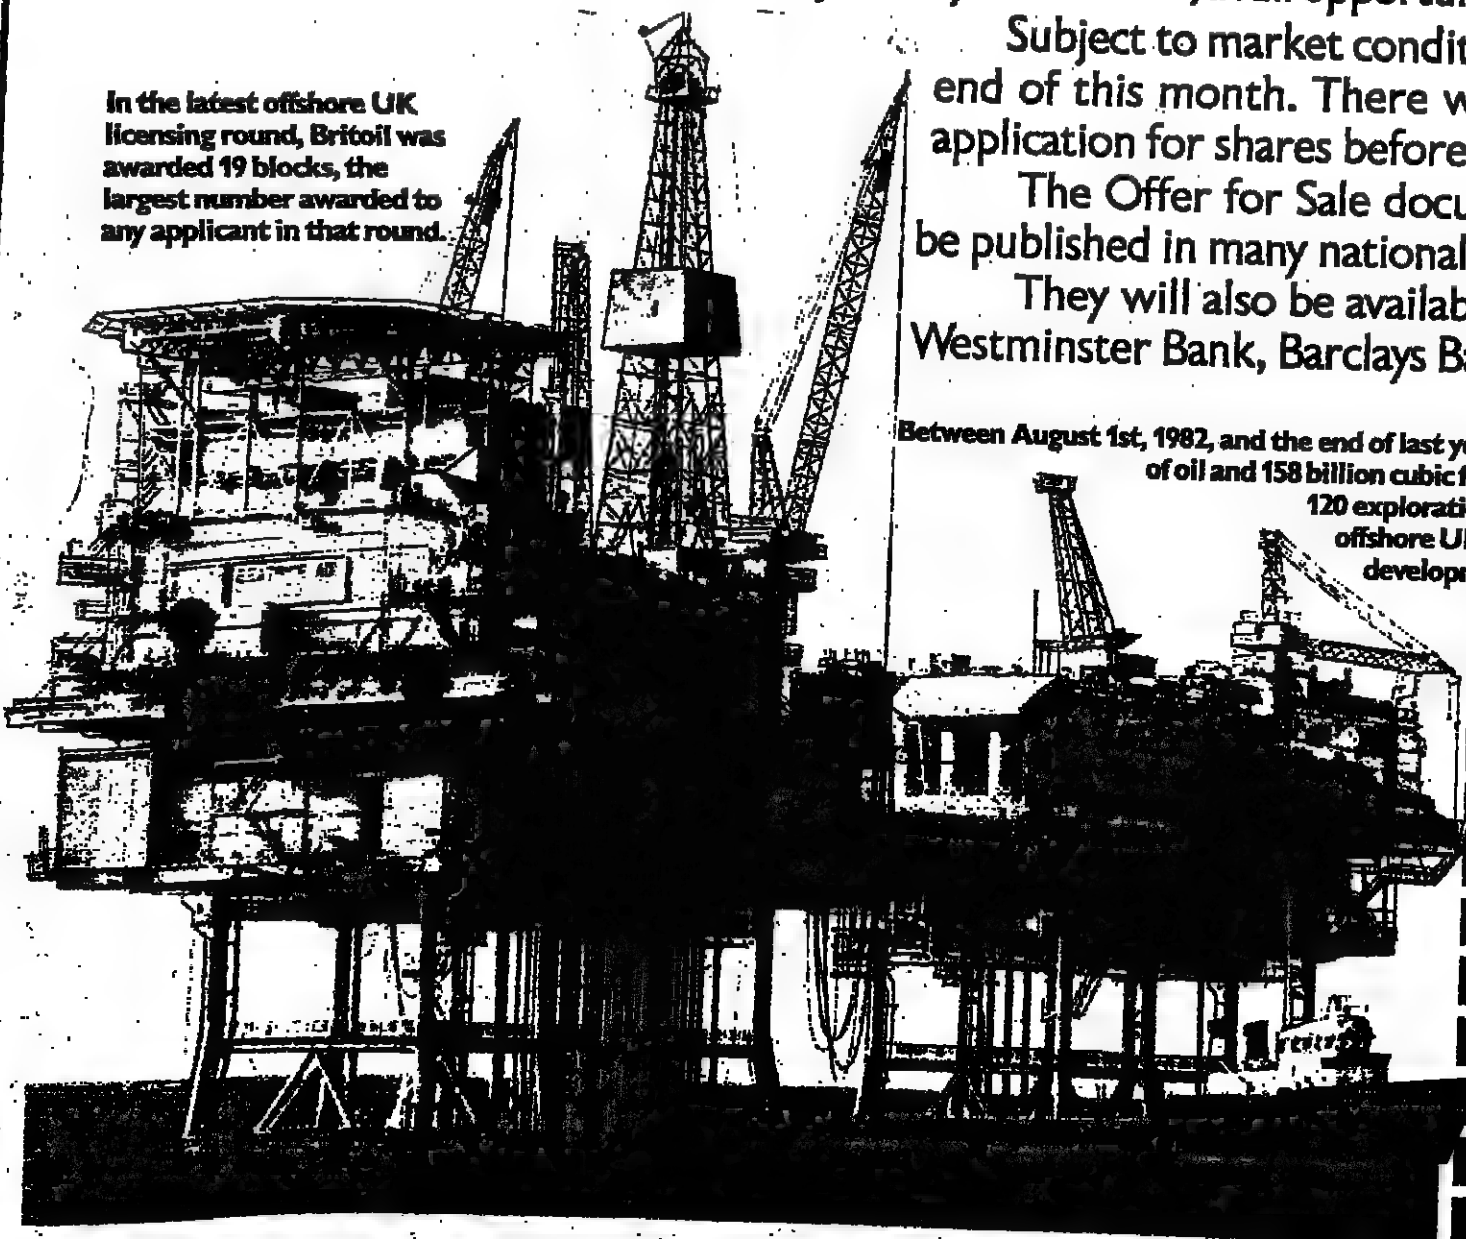 In the latest offshore UK
licensing round, Britoil was
awarded 19 blocks, the
largest number awarded to
any applicant in that round.
Subject to market condit
end of this month. There w
application for shares before
The Offer for Sale docu
be published in many national
They will also be availab
Westminster Bank, Barclays Ba
Between August 1st, 1982, and the end of last ye
of oil and 158 billion cubic f
120 explorati
offshore U
developm